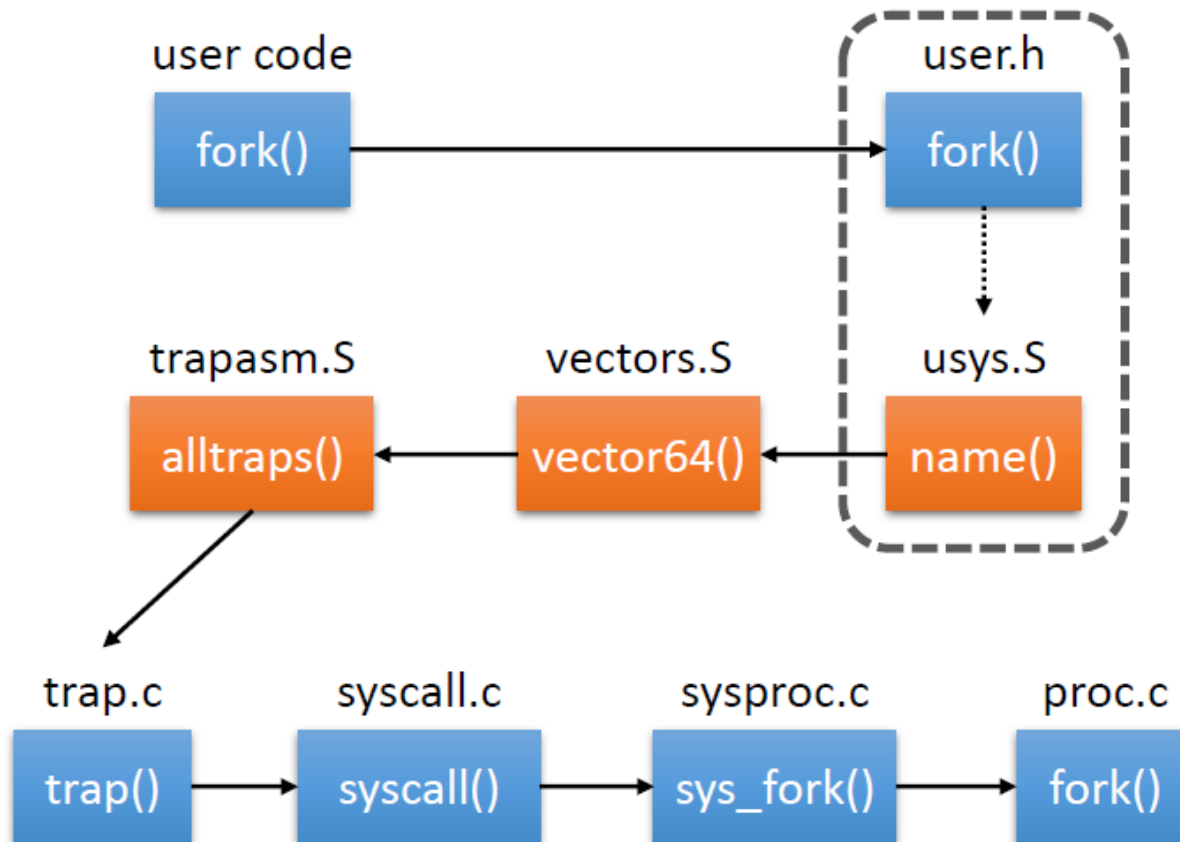 user code
user.h
fork()
fork()
trapasm.S
vectors.S
usys.S
alltraps()
vector64()
name()
trap.c
syscall.c
sysproc.c
proc.c
trap()
syscall()
sys_fork()
fork()